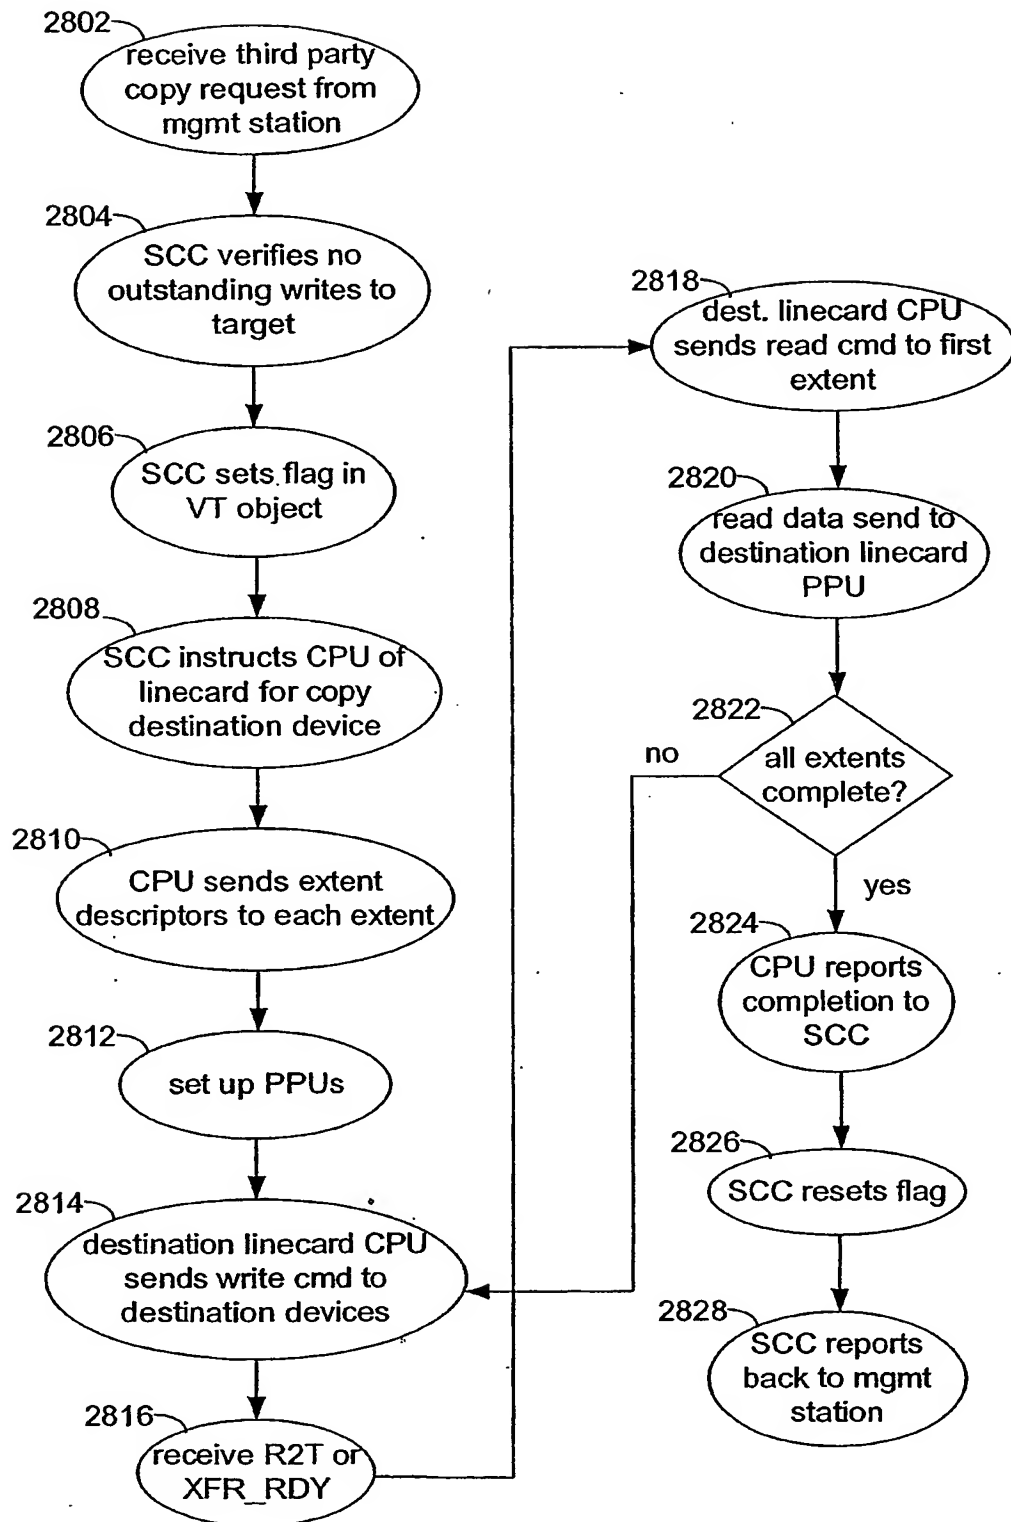 2802
receive third party
copy request from
mgmt station
2804
SCC verifies no
outstanding writes to
target
2806
SCC sets flag in
VT object
2808
SCC instructs CPU of
linecard for copy
destination device
2810
CPU sends extent
descriptors to each extent
2812
set up PPUs
2814
destination linecard CPU
sends write cmd to
destination devices
2816
receive R2T or
XFR_RDY
2818
dest. linecard CPU
sends read cmd to first
extent
2820
read data send to
destination linecard
PPU
2822
all extents
complete?
no
yes
2824
CPU reports
completion to
SCC
2826
SCC resets flag
2828
SCC reports
back to mgmt
station